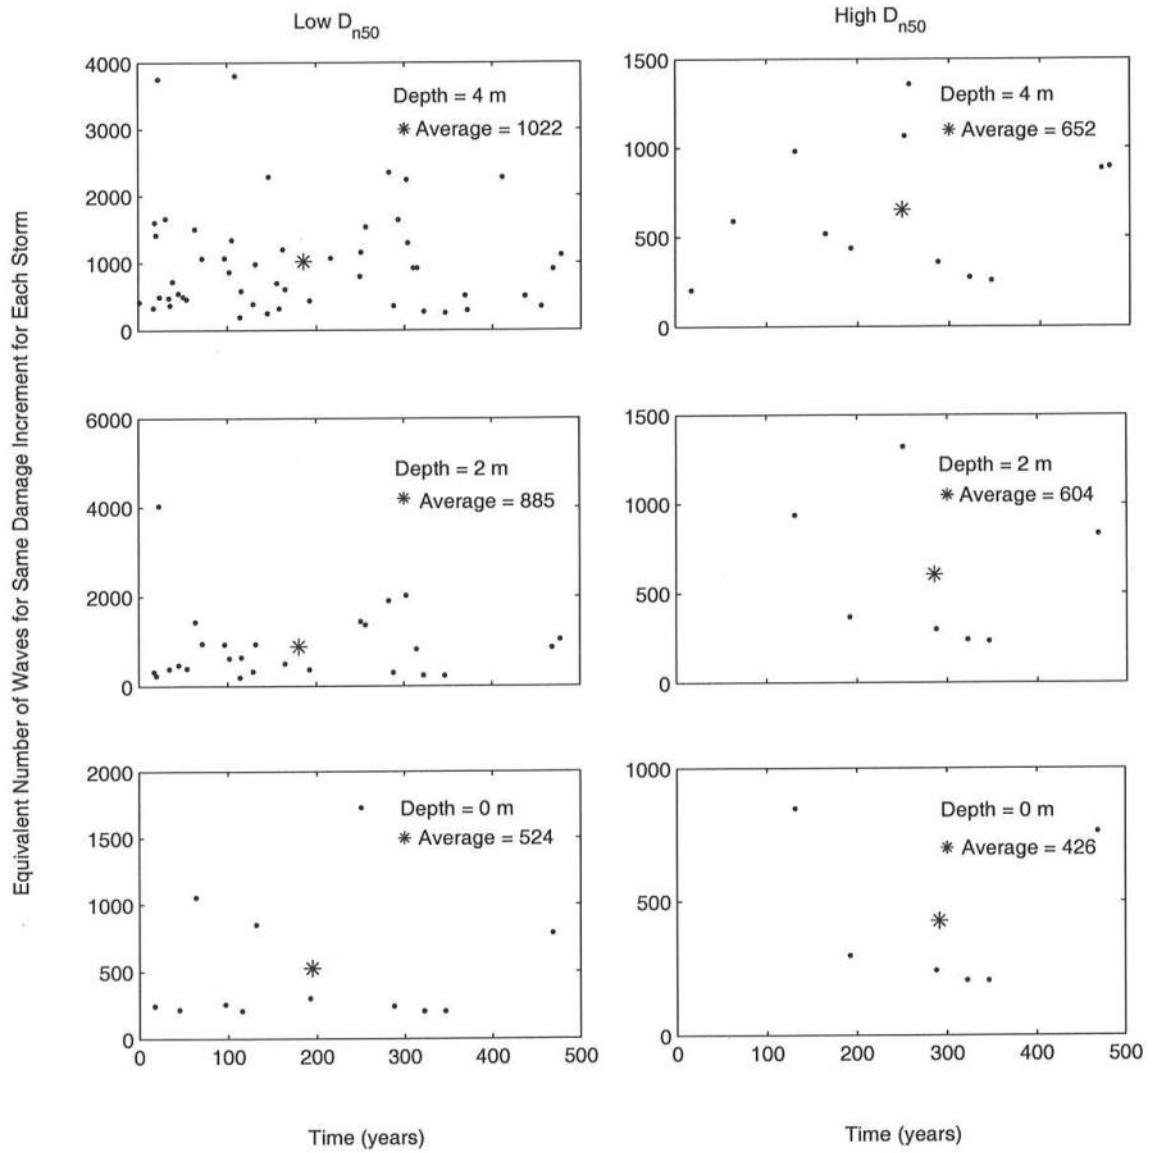 Low Dn50
High Dn50
Equivalent Number of Waves for Same Damage Increment for Each Storm
4000
3000
2000
1000
0
Depth = 4 m
✳ Average = 1022
1500
1000
500
0
Depth = 4 m
✳ Average = 652
6000
4000
2000
0
Depth = 2 m
✳ Average = 885
1500
1000
500
0
Depth = 2 m
✳ Average = 604
2000
1500
1000
500
0
Depth = 0 m
✳ Average = 524
0 100 200 300 400 500
Time (years)
1000
500
0
Depth = 0 m
✳ Average = 426
0 100 200 300 400 500
Time (years)